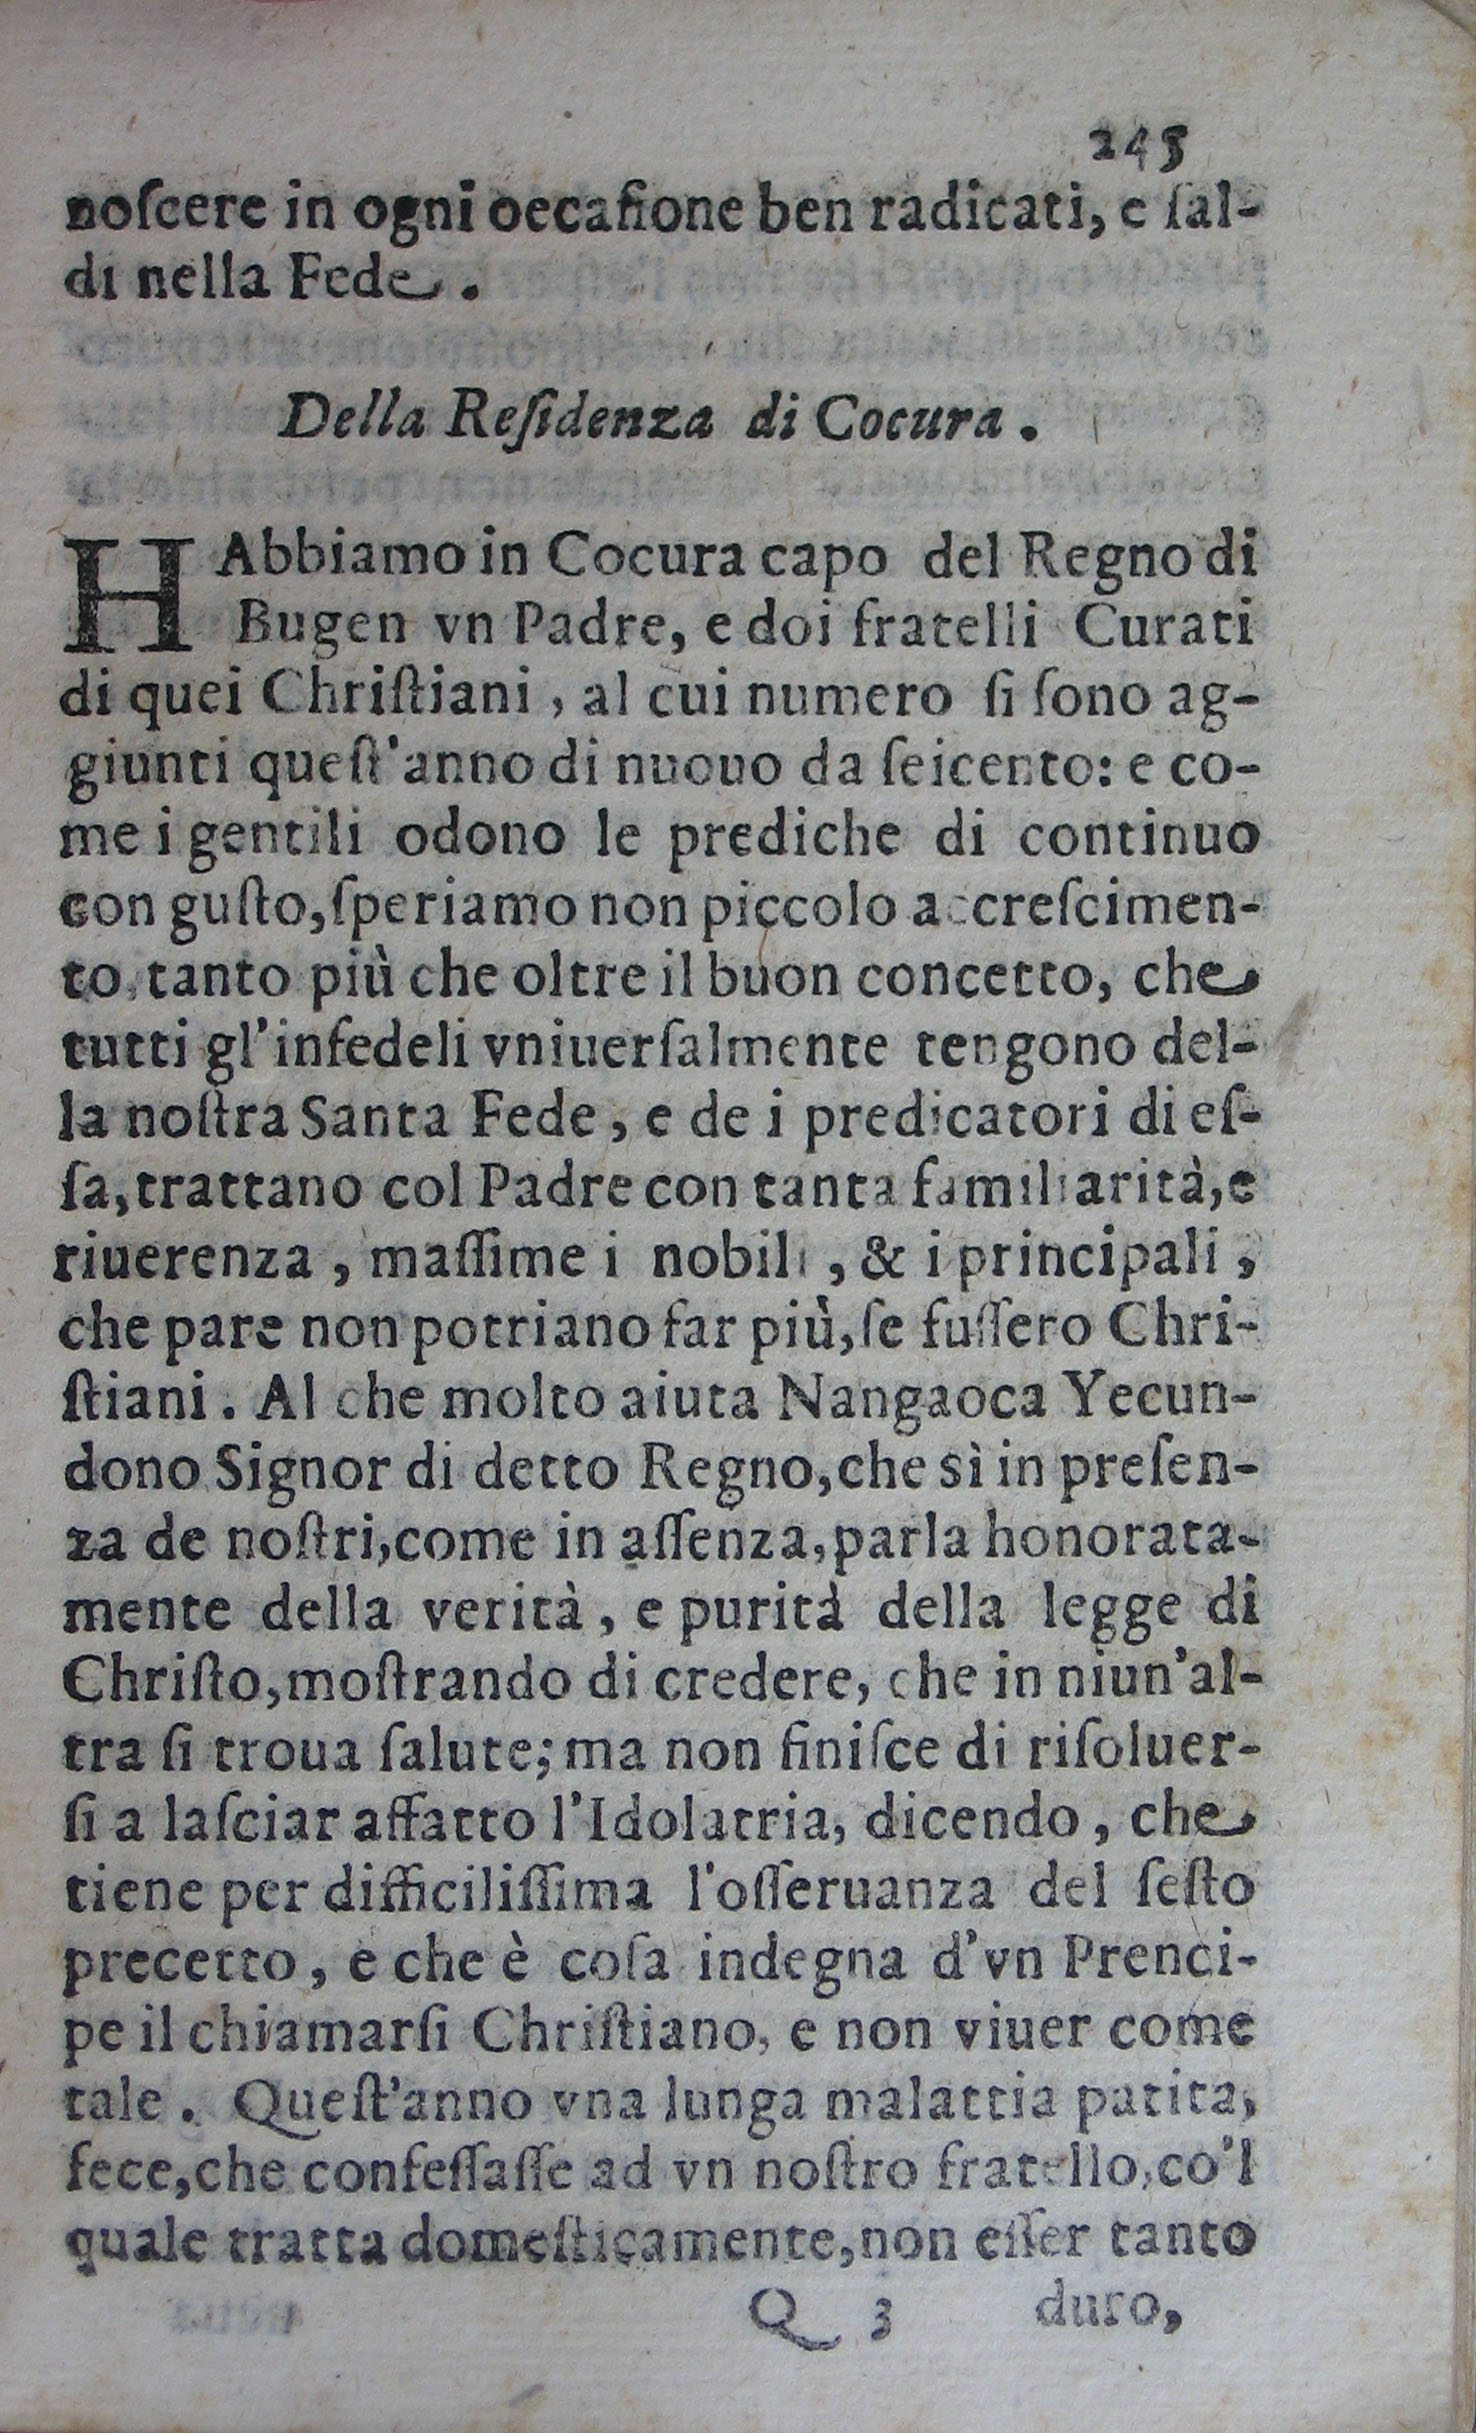 245
noſcere in ogni oecaſione ben radicati, e ſal-
di nella Fede.
Della Reſidenza di Cocura.
HAbbiamo in Cocura capo del Regno di
Bugen vn Padre, e doi fratelli Curati
di quei Chriſtiani, al cui numero ſi ſono ag-
giunti queſt'anno di nuouo da ſeicento: e co-
me i gentili odono le prediche di continuo
con guſto, ſperiamo non piccolo accreſcimen-
to, tanto più che oltre il buon concetto, che
tutti gl'infedeli vniuerſalmente tengono del-
la noſtra Santa Fede, e de i predicatori di eſ-
ſa, trattano col Padre con tanta familiarità, e
riuerenza, maſſime i nobili, & i principali,
che pare non potriano far più, ſe fuſſero Chri-
ſtiani. Al che molto aiuta Nangaoca Yecun-
dono Signor di detto Regno, che sì in preſen-
za de noſtri, come in aſſenza, parla honorata-
mente della verità, e purità della legge di
Chriſto, moſtrando di credere, che in niun'al-
tra ſi troua ſalute; ma non finiſce di riſoluer-
ſi a laſciar affatto l'Idolatria, dicendo, che
tiene per difficiliſſima l'oſſeruanza del ſeſto
precetto, e che è coſa indegna d'vn Prenci-
pe il chiamarſi Chriſtiano, e non viuer come
tale. Queſt'anno vna lunga malattia patita,
fece, che confeſſaſſe ad vn noſtro fratello, co'l
quale tratta domeſticamente, non eſſer tanto
Q 3 duro,